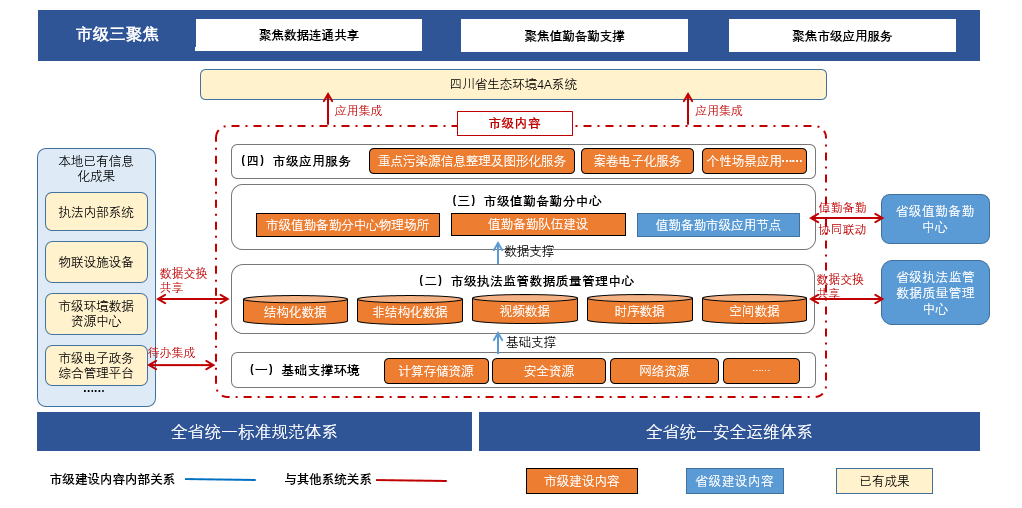 市级三聚焦
聚焦数据连通共享
聚焦值勤备勤支撑
聚焦市级应用服务
四川省生态环境4A系统
应用集成
应用集成
市级内容
本地已有信息
化成果
执法内部系统
物联设施设备
市级环境数据
资源中心
市级电子政务
综合管理平台
......
(四) 市级应用服务
重点污染源信息整理及图形化服务
案卷电子化服务
个性场景应用......
(三) 市级值勤备勤分中心
市级值勤备勤分中心物理场所
值勤备勤队伍建设
值勤备勤市级应用节点
数据支撑
(二) 市级执法监管数据质量管理中心
结构化数据
非结构化数据
视频数据
时序数据
空间数据
基础支撑
(一) 基础支撑环境
计算存储资源
安全资源
网络资源
......
数据交换
共享
待办集成
值勤备勤
协同联动
数据交换
共享
省级值勤备勤
中心
省级执法监管
数据质量管理
中心
全省统一标准规范体系
全省统一安全运维体系
市级建设内容内部关系
与其他系统关系
市级建设内容
省级建设内容
已有成果